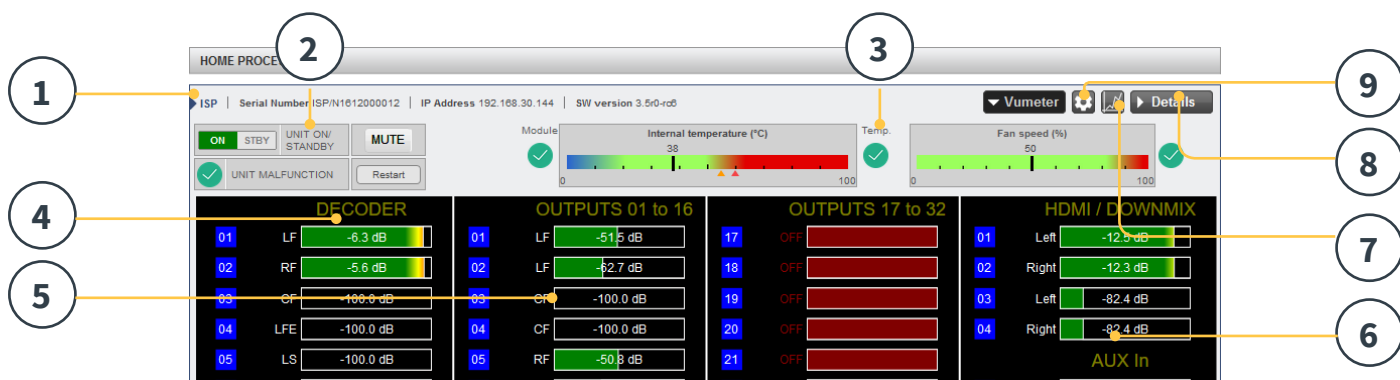 1
2
3
9
HOME PROCE
ISP | Serial Number ISP/N1612000012 | IP Address 192.168.30.144 | SW version 3.5r0-rc6
Vumeter
Details
ON STBY
UNIT ON/
STANDBY
MUTE
UNIT MALFUNCTION
Restart
Module
Internal temperature (°C)
38
0 100
Temp.
Fan speed (%)
50
0 100
8
4
DECODER
01 LF -6.3 dB
02 RF -5.6 dB
03 CF -100.0 dB
04 LFE -100.0 dB
05 LS -100.0 dB
OUTPUTS 01 to 16
01 LF -51.5 dB
02 LF -62.7 dB
03 CF -100.0 dB
04 CF -100.0 dB
05 RF -50.8 dB
OUTPUTS 17 to 32
17 OFF
18 OFF
19 OFF
20 OFF
21 OFF
HDMI / DOWNMIX
01 Left -12.5 dB
02 Right -12.3 dB
03 Left -82.4 dB
04 Right -82.4 dB
AUX In
7
5
6